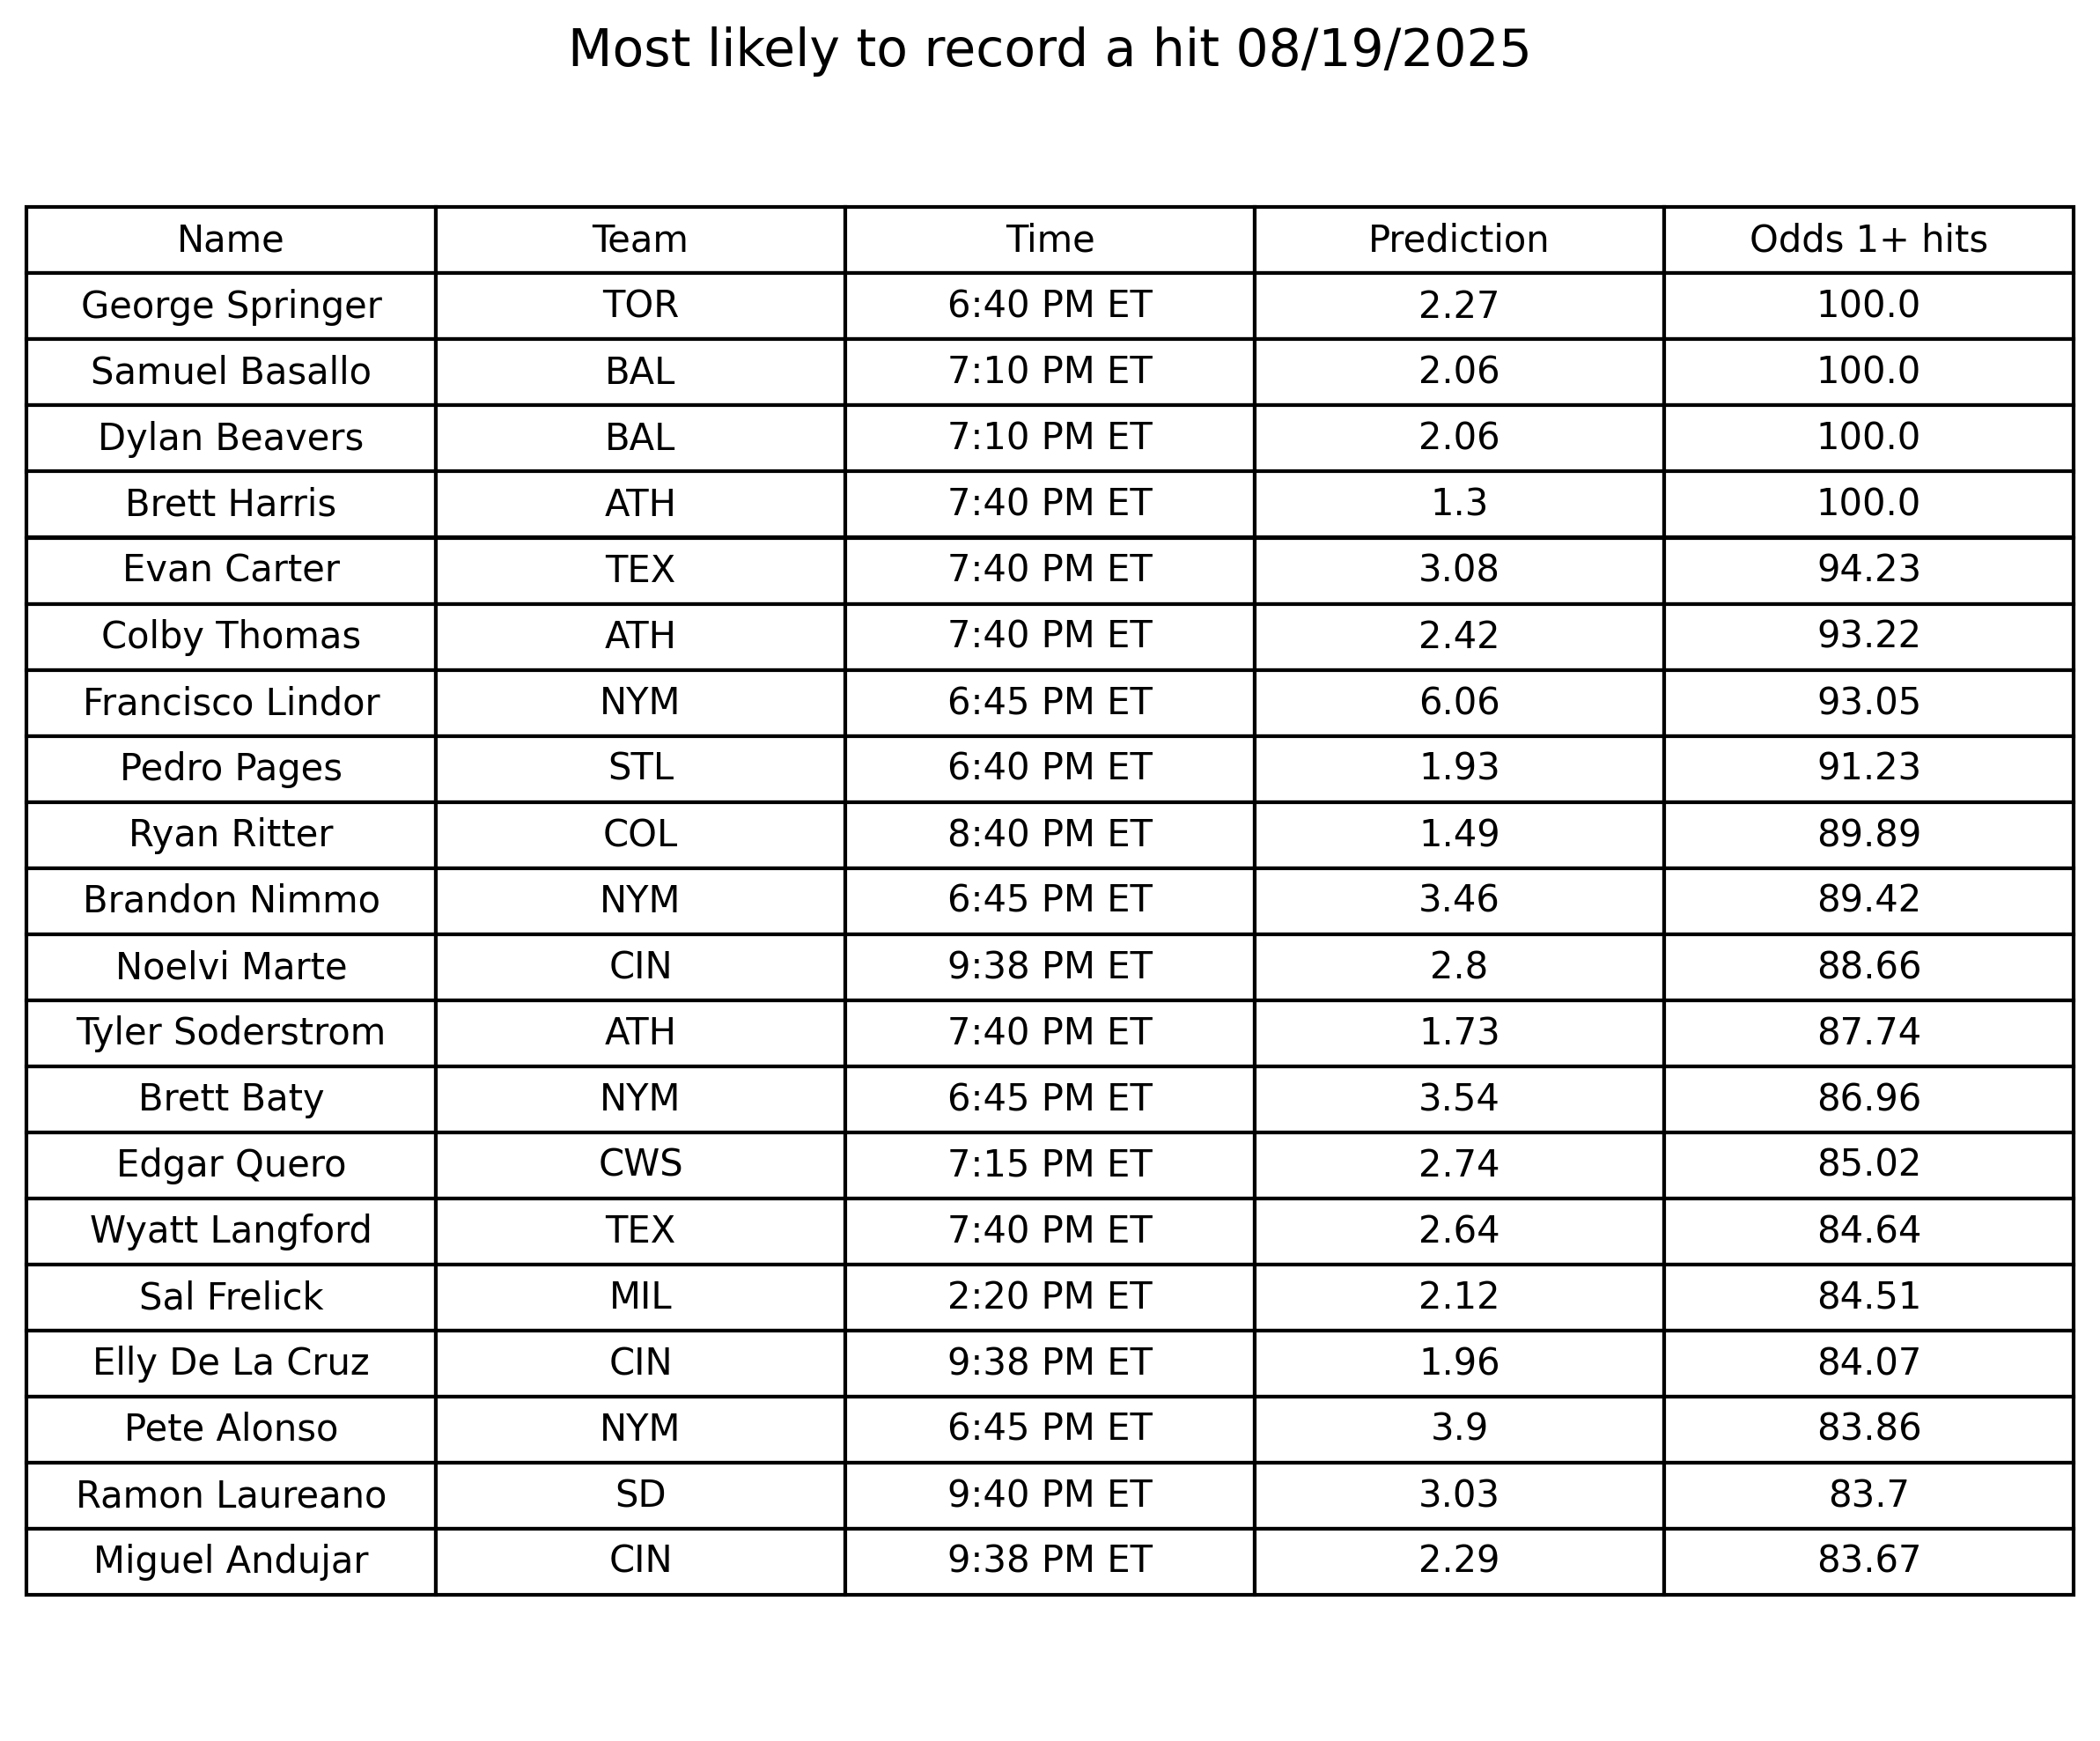 Most likely to record a hit 08/19/2025
Name Team Time Prediction Odds 1+ hits
George Springer TOR 6:40 PM ET 2.27 100.0
Samuel Basallo BAL 7:10 PM ET 2.06 100.0
Dylan Beavers BAL 7:10 PM ET 2.06 100.0
Brett Harris ATH 7:40 PM ET 1.3 100.0
Evan Carter TEX 7:40 PM ET 3.08 94.23
Colby Thomas ATH 7:40 PM ET 2.42 93.22
Francisco Lindor NYM 6:45 PM ET 6.06 93.05
Pedro Pages STL 6:40 PM ET 1.93 91.23
Ryan Ritter COL 8:40 PM ET 1.49 89.89
Brandon Nimmo NYM 6:45 PM ET 3.46 89.42
Noelvi Marte CIN 9:38 PM ET 2.8 88.66
Tyler Soderstrom ATH 7:40 PM ET 1.73 87.74
Brett Baty NYM 6:45 PM ET 3.54 86.96
Edgar Quero CWS 7:15 PM ET 2.74 85.02
Wyatt Langford TEX 7:40 PM ET 2.64 84.64
Sal Frelick MIL 2:20 PM ET 2.12 84.51
Elly De La Cruz CIN 9:38 PM ET 1.96 84.07
Pete Alonso NYM 6:45 PM ET 3.9 83.86
Ramon Laureano SD 9:40 PM ET 3.03 83.7
Miguel Andujar CIN 9:38 PM ET 2.29 83.67